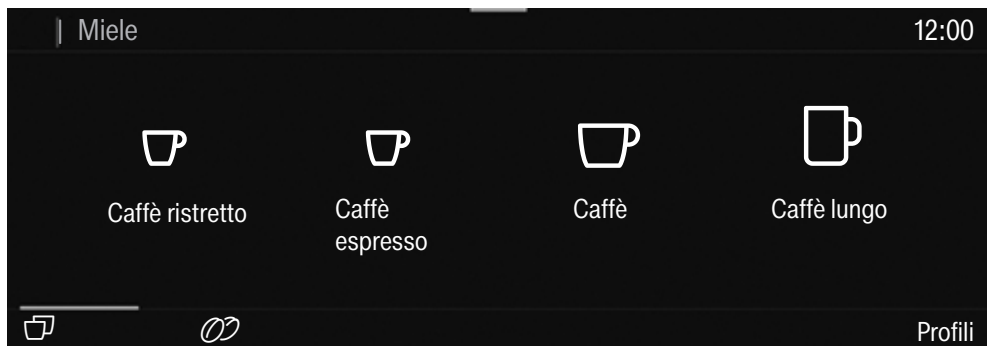 Miele
12:00
Caffè ristretto
Caffè
espresso
Caffè
Caffè lungo
Profili